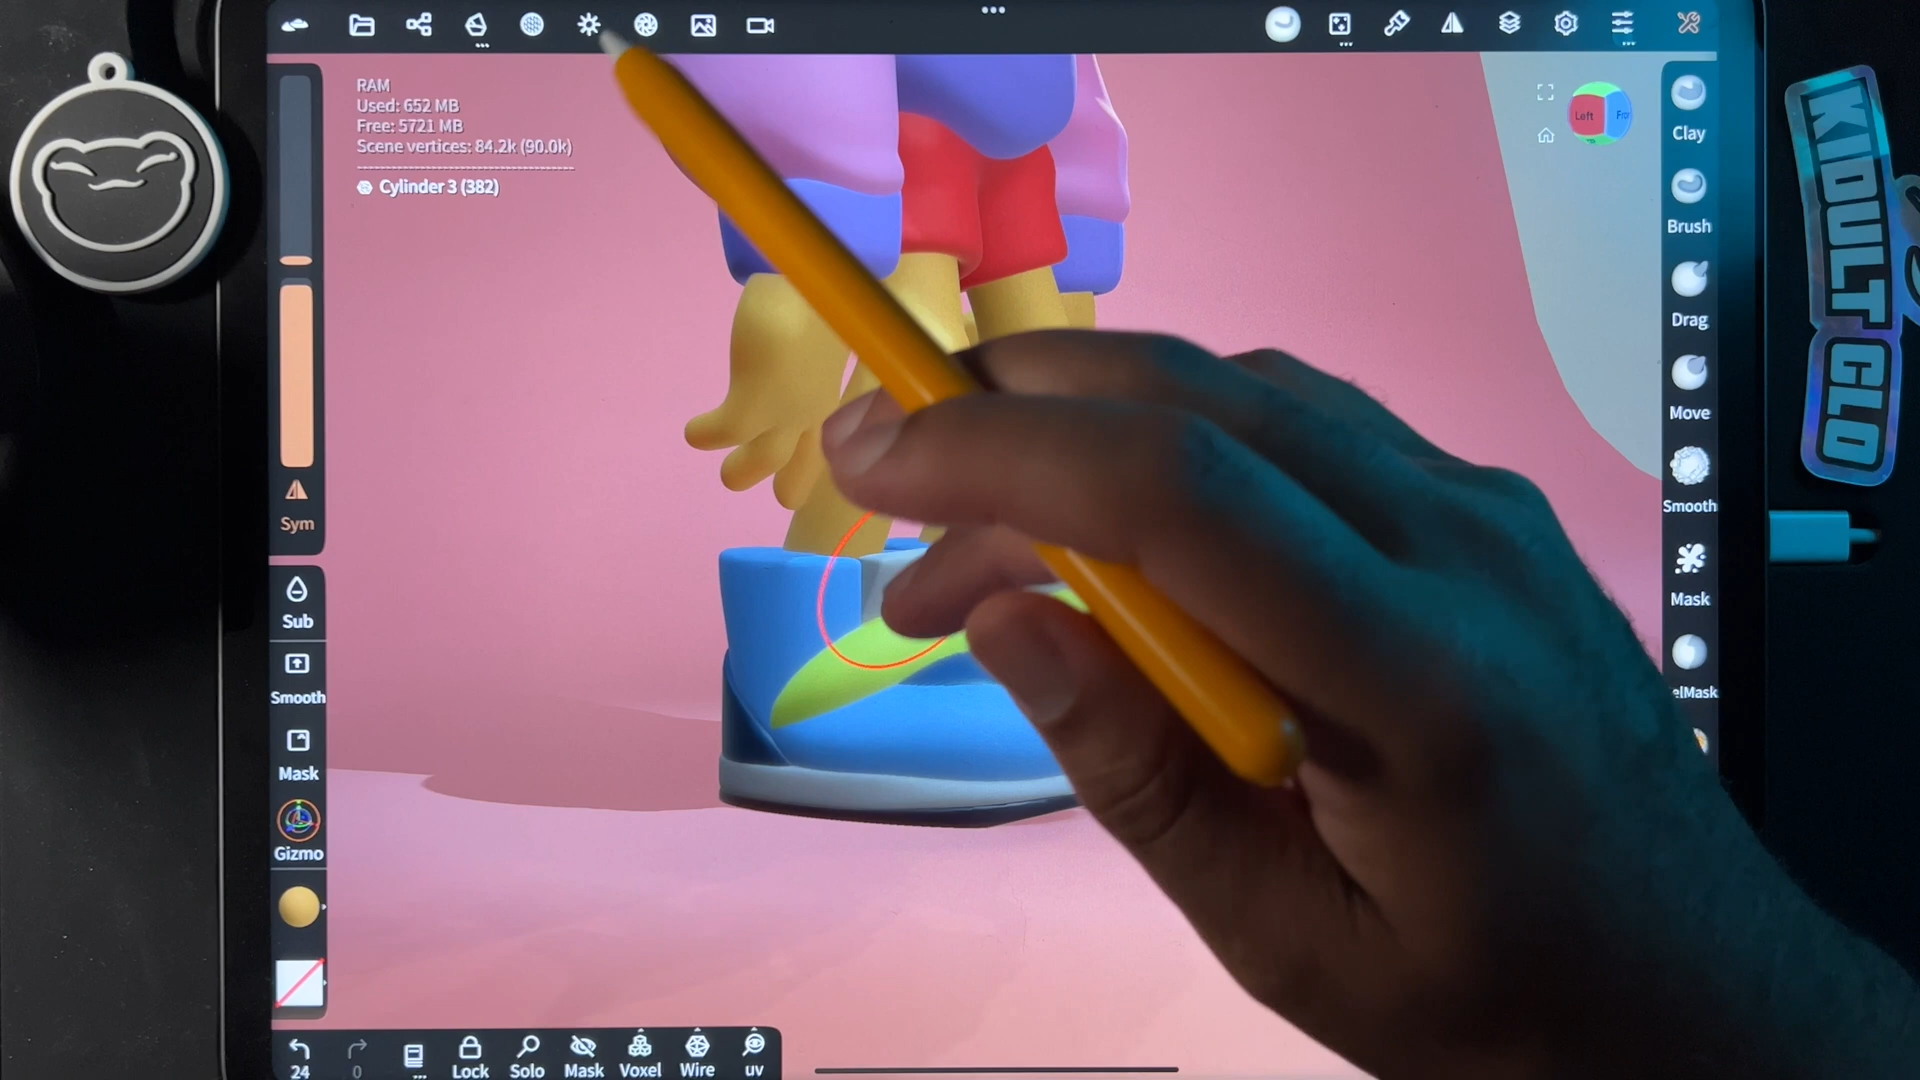 RAM
Used: 652 MB
Free: 5721 MB
Scene vertices: 84.2k (90.0k)
Cylinder 3 (382)
Left
Sym
Sub
Smooth
Mask
Gizmo
24
0
Lock
Solo
Mask
Voxel
Wire
uv
Clay
Brush
Drag
Move
Smooth
Mask
elMask
KIDULT GLO